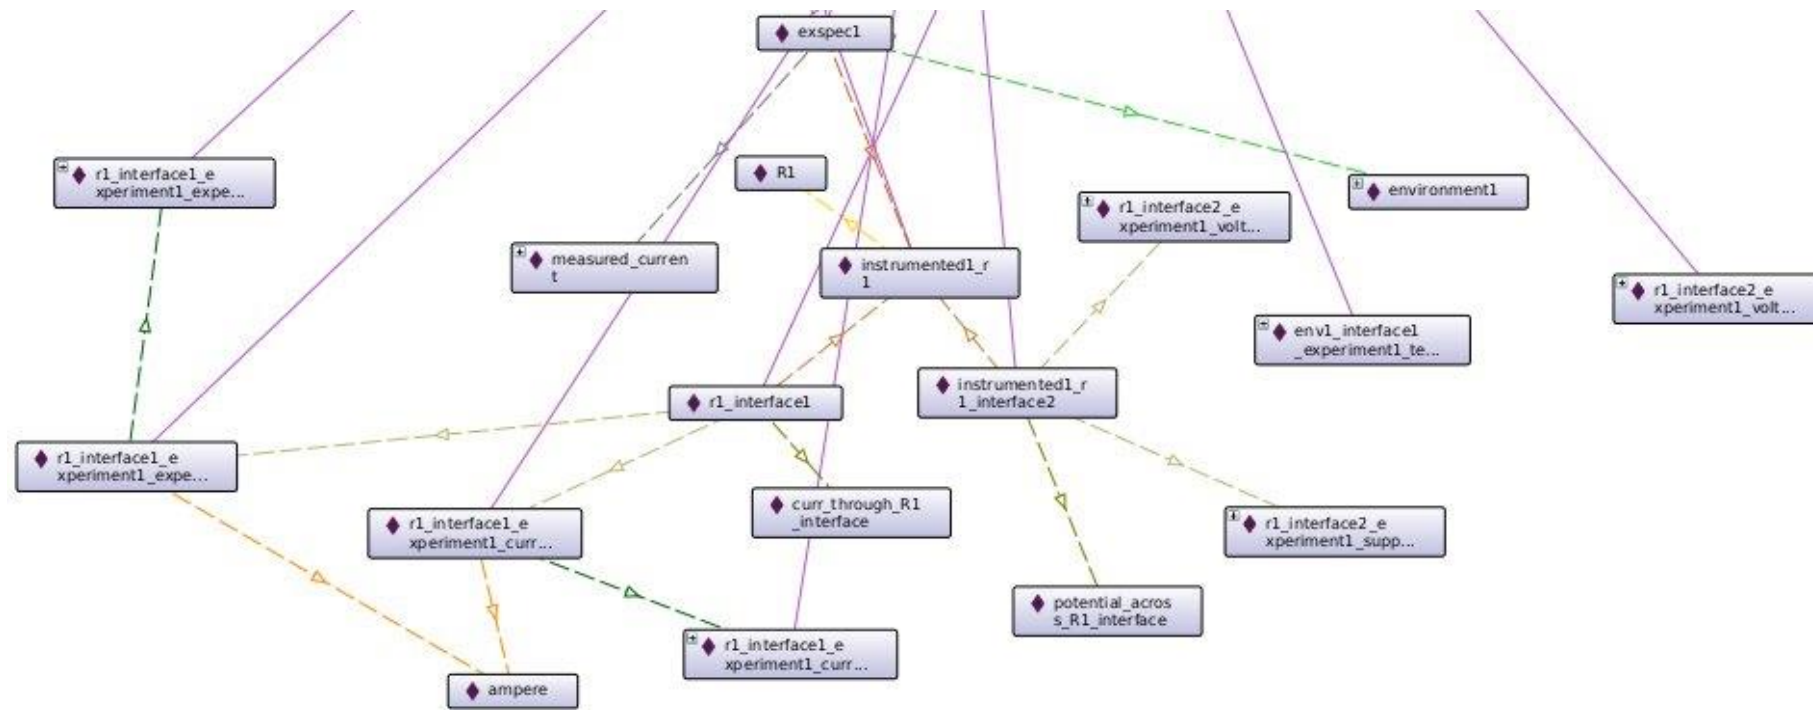 exspec1
r1_interface1_e
xperiment1_expe...
R1
environment1
r1_interface2_e
xperiment1_volt...
measured_curren
t
instrumented1_r
1
r1_interface2_e
xperiment1_volt...
env1_interface1
_experiment1_te...
r1_interface1
instrumented1_r
1_interface2
r1_interface1_e
xperiment1_expe...
curr_through_R1
_interface
r1_interface1_e
xperiment1_curr...
r1_interface2_e
xperiment1_supp...
potential_acros
s_R1_interface
r1_interface1_e
xperiment1_curr...
ampere